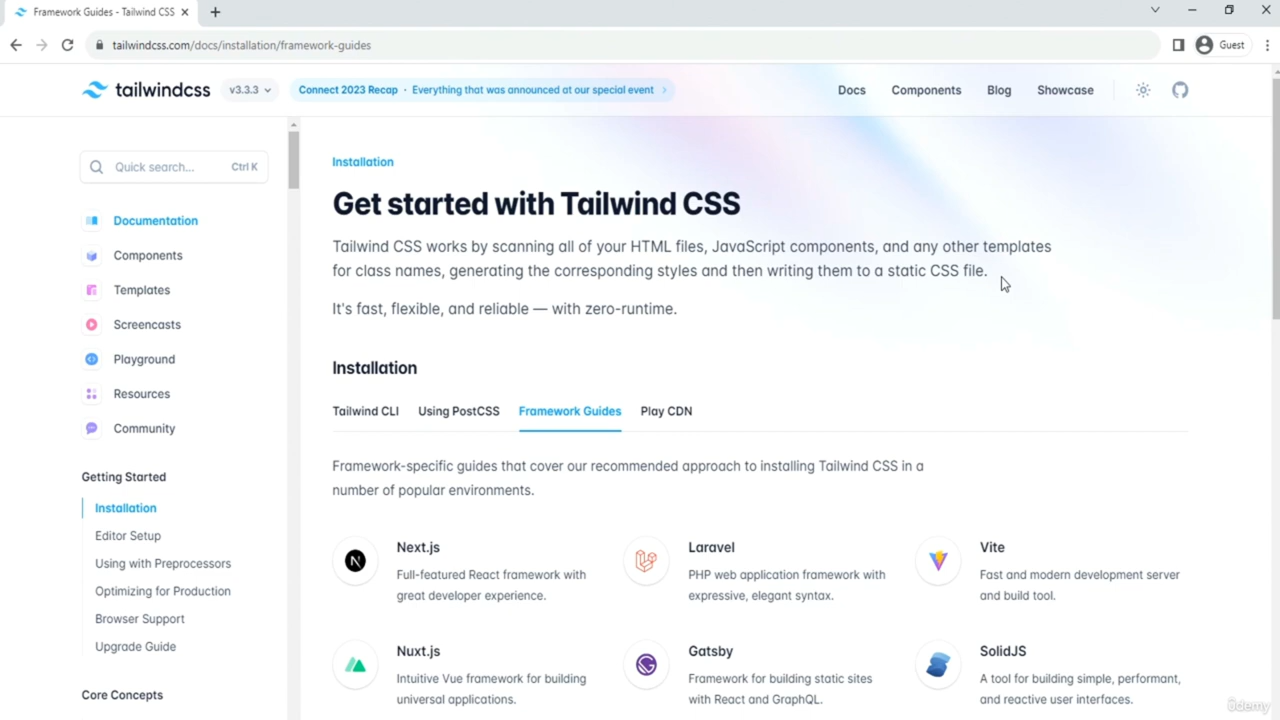 Framework Guides - Tailwind CSS
tailwindcss.com/docs/installation/framework-guides
Guest
tailwindcss
v3.3.3
Connect 2023 Recap · Everything that was announced at our special event
Docs
Components
Blog
Showcase
Quick search...
Ctrl K
Documentation
Components
Templates
Screencasts
Playground
Resources
Community
Getting Started
Installation
Editor Setup
Using with Preprocessors
Optimizing for Production
Browser Support
Upgrade Guide
Core Concepts
Installation
Get started with Tailwind CSS
Tailwind CSS works by scanning all of your HTML files, JavaScript components, and any other templates
for class names, generating the corresponding styles and then writing them to a static CSS file.
It's fast, flexible, and reliable — with zero-runtime.
Installation
Tailwind CLI
Using PostCSS
Framework Guides
Play CDN
Framework-specific guides that cover our recommended approach to installing Tailwind CSS in a
number of popular environments.
Next.js
Full-featured React framework with
great developer experience.
Laravel
PHP web application framework with
expressive, elegant syntax.
Vite
Fast and modern development server
and build tool.
Nuxt.js
Intuitive Vue framework for building
universal applications.
Gatsby
Framework for building static sites
with React and GraphQL.
SolidJS
A tool for building simple, performant,
and reactive user interfaces.
ûdemy